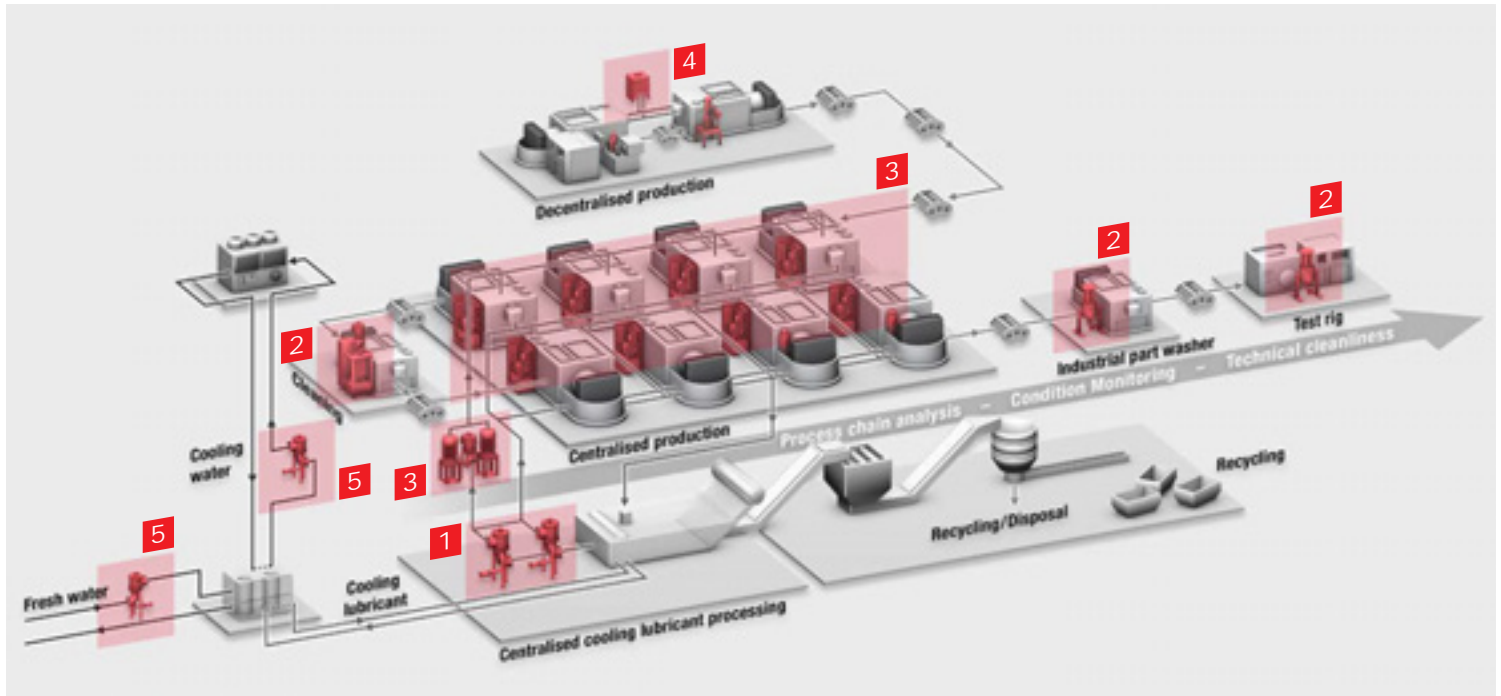 4
Decentralised production
3
2
2
Test rig
Industrial part washer
2
Cleaning
Process chain analysis – Condition Monitoring – Technical cleanliness
Centralised production
Cooling
water
5
3
Recycling
Recycling/Disposal
1
5
Fresh water
Cooling
lubricant
Centralised cooling lubricant processing